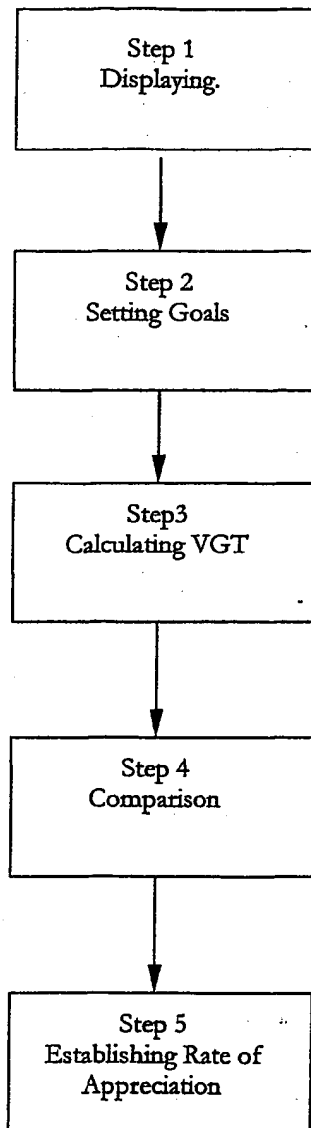 Step 1
Displaying.
Step 2
Setting Goals
Step3
Calculating VGT
Step 4
Comparison
Step 5
Establishing Rate of
Appreciation